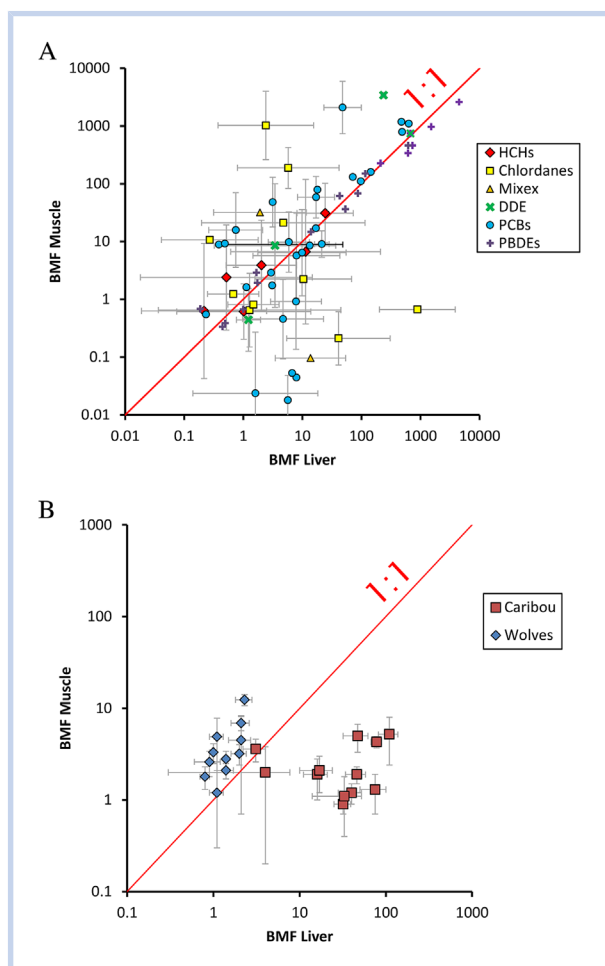 A
10000
1000
100
10
1
0.1
0.01
0.01
0.1
1
10
100
1000
10000
BMF Muscle
BMF Liver
1:1
HCHs
Chlordanes
Mixex
DDE
PCBs
PBDEs
B
1000
100
10
1
0.1
0.1
1
10
100
1000
BMF Muscle
BMF Liver
1:1
Caribou
Wolves